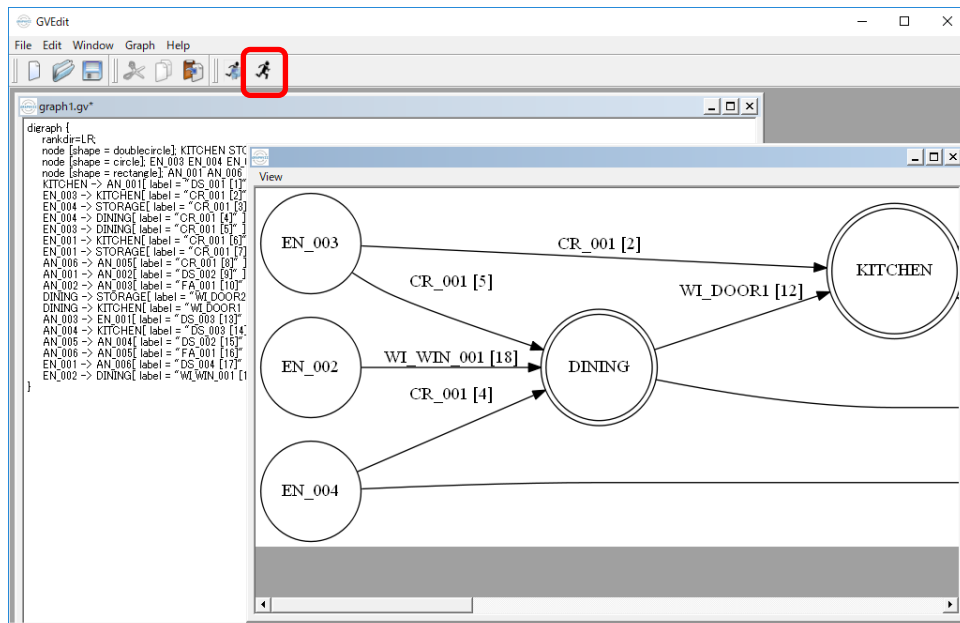 GVEdit
File Edit Window Graph Help
graph1.gv*
digraph {
rankdir=LR;
node [shape = doublecircle]; KITCHEN STO
node [shape = circle]; EN_003 EN_004 EN_
node [shape = rectangle]; AN_001 AN_006
KITCHEN -> AN_001[ label = "DS_001 [1]"
EN_003 -> KITCHEN[ label = "CR_001 [2]"
EN_004 -> STORAGE[ label = "CR_001 [3]
EN_004 -> DINING[ label = "CR_001 [4]" ]
EN_003 -> DINING[ label = "CR_001 [5]" ]
EN_001 -> KITCHEN[ label = "CR_001 [6]"
EN_001 -> STORAGE[ label = "CR_001 [7]
AN_006 -> AN_005[ label = "CR_001 [8]" ]
AN_001 -> AN_002[ label = "DS_002 [9]" ]
AN_002 -> AN_003[ label = "FA_001 [10]"
DINING -> STORAGE[ label = "WI_DOOR2
DINING -> KITCHEN[ label = "WI_DOOR1
AN_003 -> EN_001[ label = "DS_003 [13]"
AN_004 -> KITCHEN[ label = "DS_003 [14]
AN_005 -> AN_004[ label = "DS_002 [15]"
AN_006 -> AN_005[ label = "FA_001 [16]"
EN_001 -> AN_006[ label = "DS_004 [17]"
EN_002 -> DINING[ label = "WI_WIN_001 [1
}
View
EN_003
CR_001 [2]
KITCHEN
CR_001 [5]
WI_DOOR1 [12]
EN_002
WI_WIN_001 [18]
DINING
CR_001 [4]
EN_004